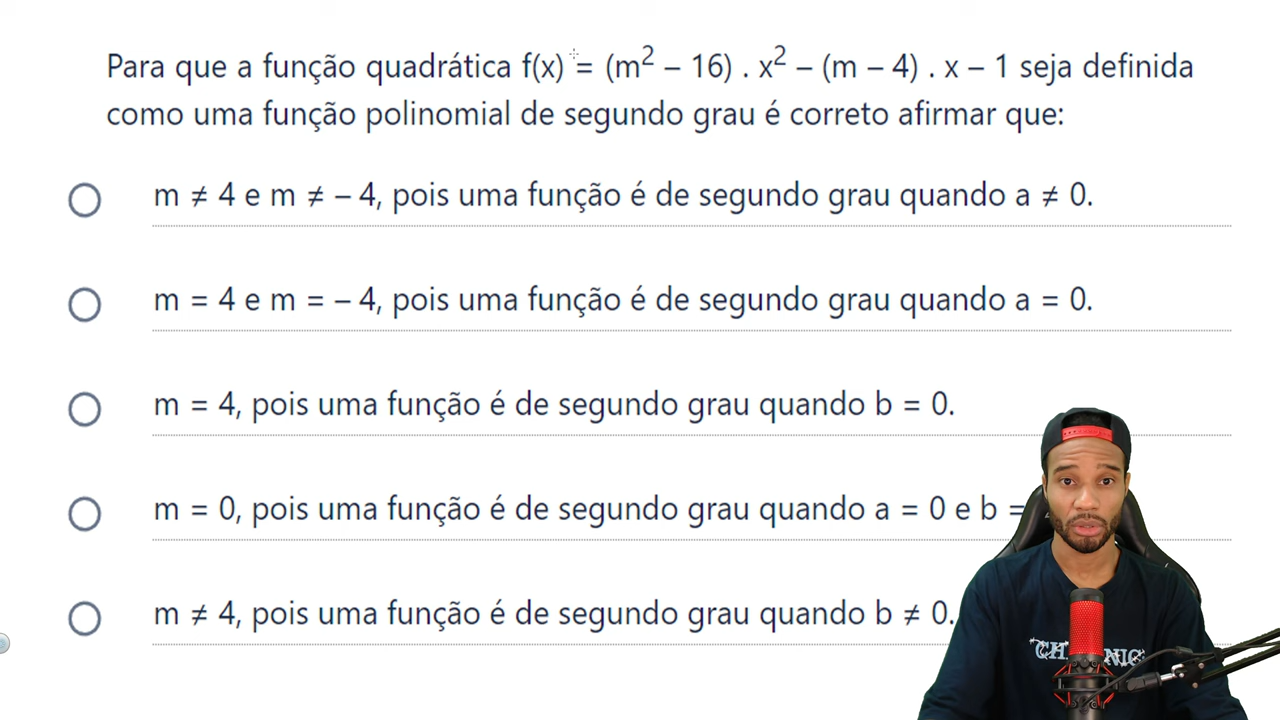 Para que a função quadrática f(x) = (m² – 16) . x² – (m – 4) . x – 1 seja definida
como uma função polinomial de segundo grau é correto afirmar que:
m ≠ 4 e m ≠ – 4, pois uma função é de segundo grau quando a ≠ 0.
m = 4 e m = – 4, pois uma função é de segundo grau quando a = 0.
m = 4, pois uma função é de segundo grau quando b = 0.
m = 0, pois uma função é de segundo grau quando a = 0 e b =
m ≠ 4, pois uma função é de segundo grau quando b ≠ 0.